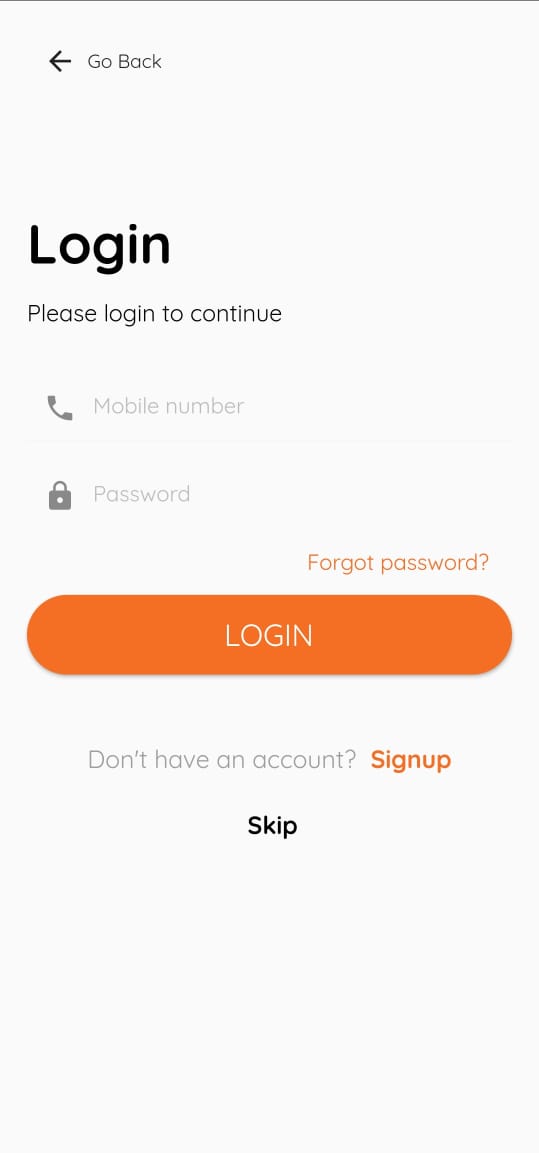 Go Back
Login
Please login to continue
Mobile number
Password
Forgot password?
LOGIN
Don't have an account? Signup
Skip